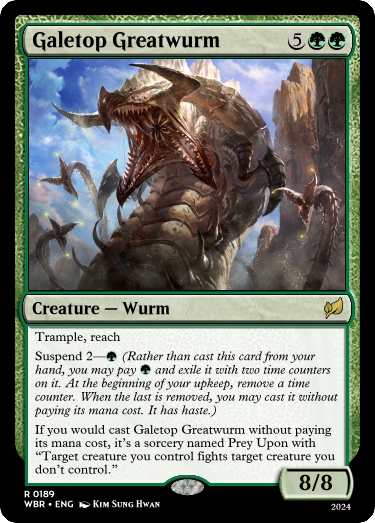 Galetop Greatwurm 5
Creature — Wurm
Trample, reach
Suspend 2— (Rather than cast this card from your
hand, you may pay and exile it with two time counters
on it. At the beginning of your upkeep, remove a time
counter. When the last is removed, you may cast it without
paying its mana cost. It has haste.)
If you would cast Galetop Greatwurm without paying
its mana cost, it's a sorcery named Prey Upon with
“Target creature you control fights target creature
you don't control.”
8/8
R 0189
WBR • ENG Kim Sung Hwan
2024